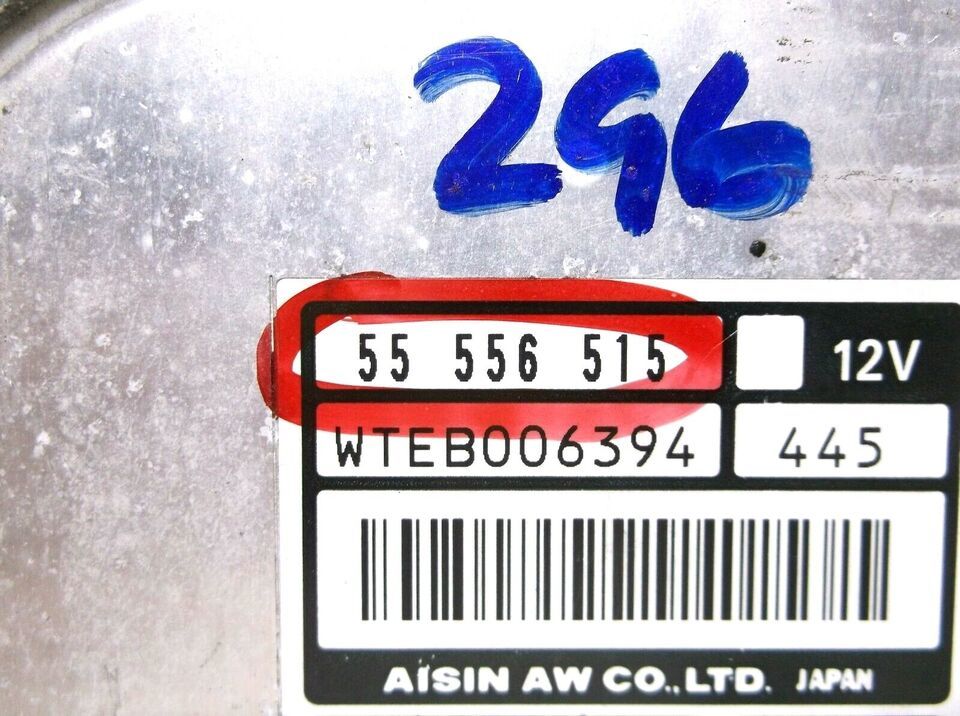 296
55 556 515 12V
WTEB006394 445
AISIN AW CO., LTD. JAPAN